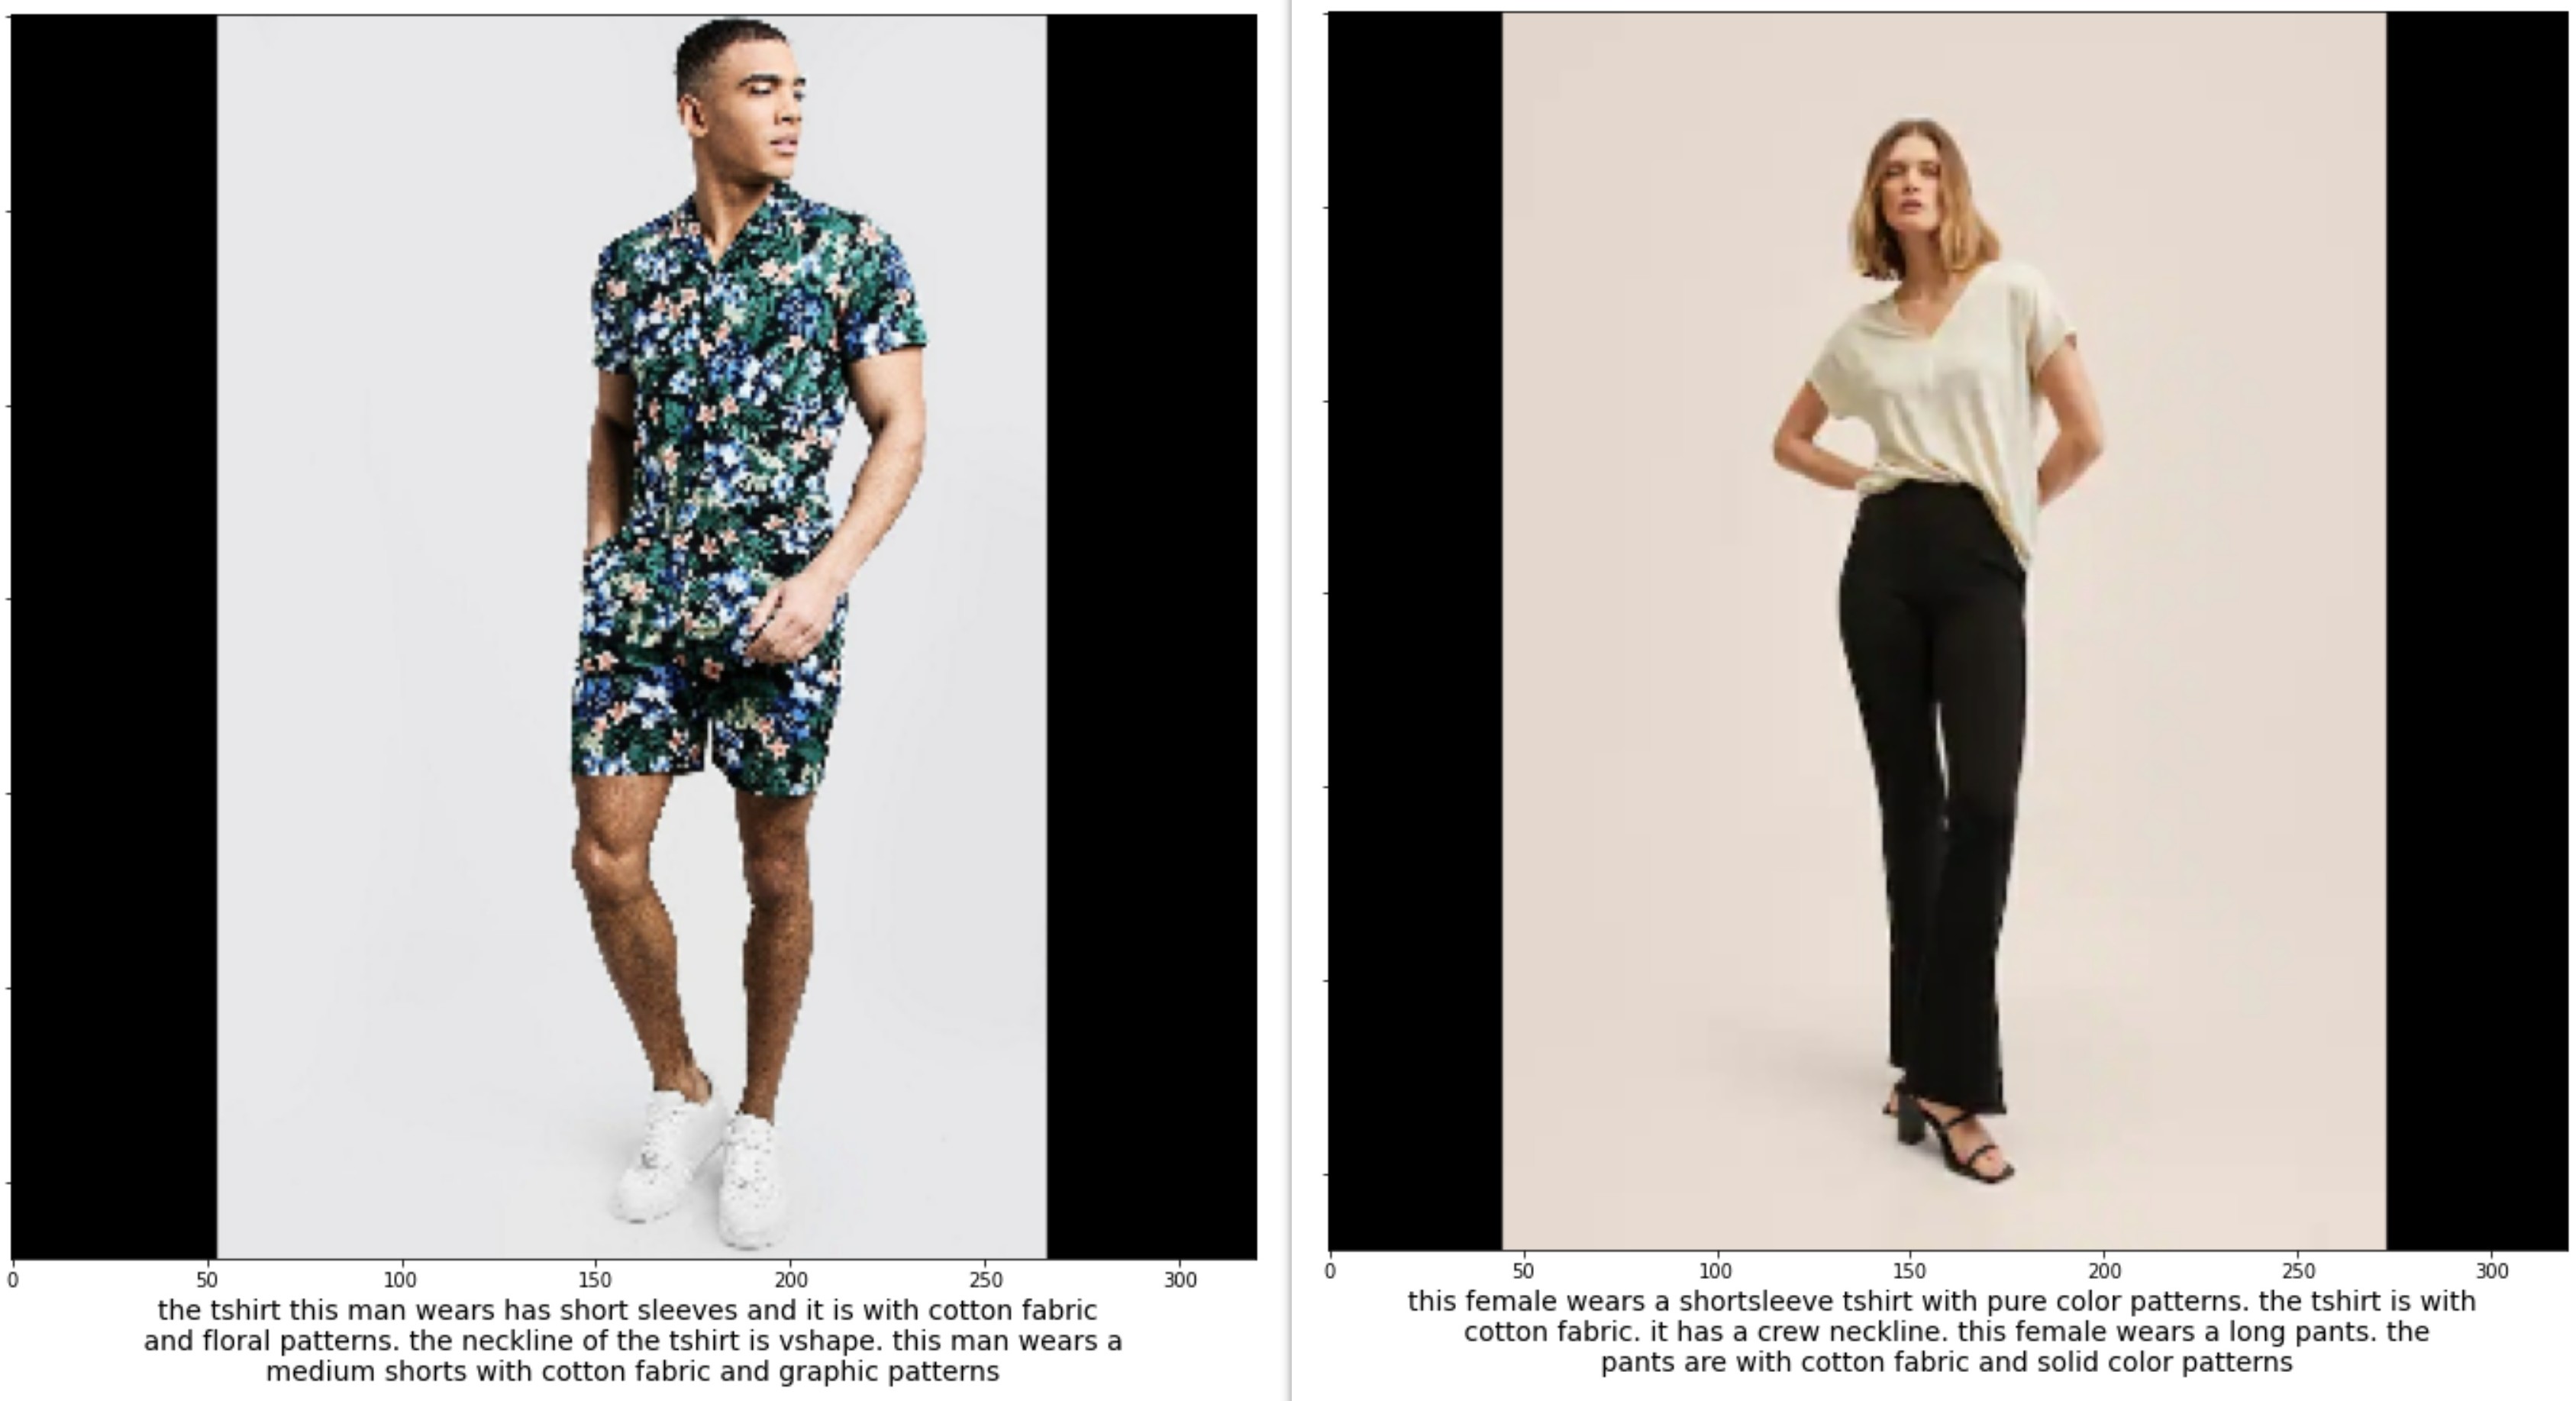 0 50 100 150 200 250 300
the tshirt this man wears has short sleeves and it is with cotton fabric
and floral patterns. the neckline of the tshirt is vshape. this man wears a
medium shorts with cotton fabric and graphic patterns
0 50 100 150 200 250 300
this female wears a shortsleeve tshirt with pure color patterns. the tshirt is with
cotton fabric. it has a crew neckline. this female wears a long pants. the
pants are with cotton fabric and solid color patterns